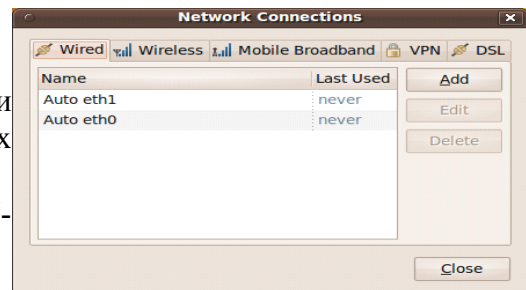 Network Connections
Wired Wireless Mobile Broadband VPN DSL
Name Last Used Add
и
Auto eth1 never
Edit
Auto eth0 never
х
Delete
-
Close